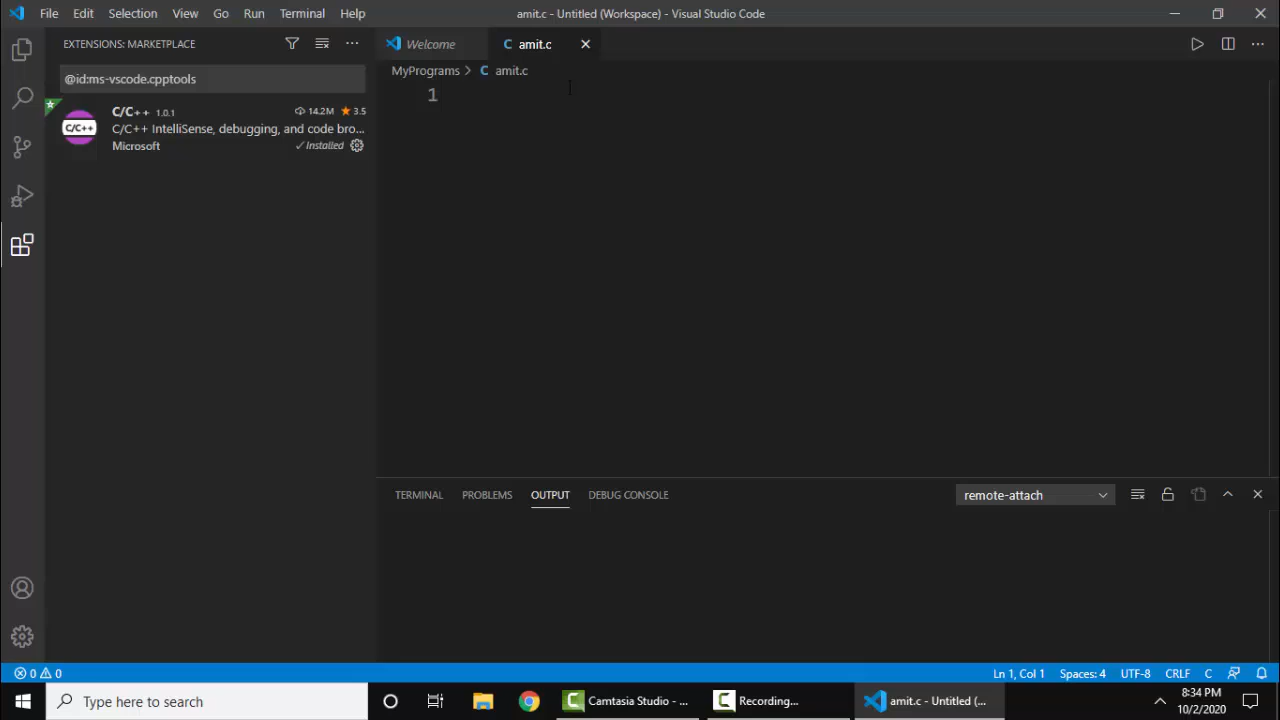 File Edit Selection View Go Run Terminal Help amit.c - Untitled (Workspace) - Visual Studio Code
EXTENSIONS: MARKETPLACE
Welcome
C amit.c
@id:ms-vscode.cpptools
MyPrograms > C amit.c
1
C/C++ 1.0.1 14.2M 3.5
C/C++
C/C++ IntelliSense, debugging, and code bro...
Microsoft ✓Installed
TERMINAL PROBLEMS OUTPUT DEBUG CONSOLE remote-attach
0 0 Ln 1, Col 1 Spaces: 4 UTF-8 CRLF C
Type here to search
Camtasia Studio - ...
Recording...
amit.c - Untitled (...
8:34 PM
10/2/2020